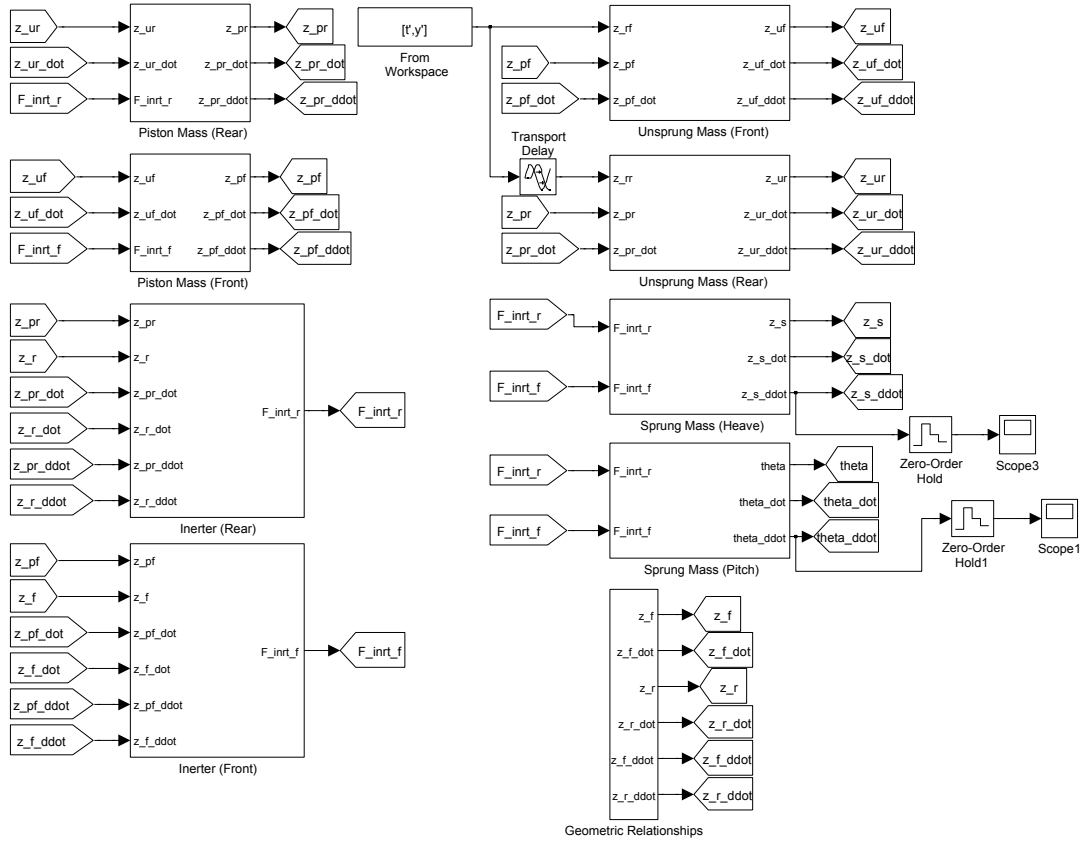 z_ur
z_ur_dot
F_inrt_r
z_ur
z_ur_dot
F_inrt_r
z_pr
z_pr_dot
z_pr_ddot
z_pr
z_pr_dot
z_pr_ddot
Piston Mass (Rear)
z_uf
z_uf_dot
F_inrt_f
z_uf
z_uf_dot
F_inrt_f
z_pf
z_pf_dot
z_pf_ddot
z_pf
z_pf_dot
z_pf_ddot
Piston Mass (Front)
z_pr
z_r
z_pr_dot
z_r_dot
z_pr_ddot
z_r_ddot
z_pr
z_r
z_pr_dot
z_r_dot
z_pr_ddot
z_r_ddot
F_inrt_r
F_inrt_r
Inerter (Rear)
z_pf
z_f
z_pf_dot
z_f_dot
z_pf_ddot
z_f_ddot
z_pf
z_f
z_pf_dot
z_f_dot
z_pf_ddot
z_f_ddot
F_inrt_f
F_inrt_f
Inerter (Front)
[t',y']
From
Workspace
z_pf
z_pf_dot
z_rf
z_pf
z_pf_dot
z_uf
z_uf_dot
z_uf_ddot
z_uf
z_uf_dot
z_uf_ddot
Unsprung Mass (Front)
Transport
Delay
z_pr
z_pr_dot
z_rr
z_pr
z_pr_dot
z_ur
z_ur_dot
z_ur_ddot
z_ur
z_ur_dot
z_ur_ddot
Unsprung Mass (Rear)
F_inrt_r
F_inrt_f
F_inrt_r
F_inrt_f
z_s
z_s_dot
z_s_ddot
z_s
z_s_dot
z_s_ddot
Sprung Mass (Heave)
Zero-Order
Hold
Scope3
F_inrt_r
F_inrt_f
F_inrt_r
F_inrt_f
theta
theta_dot
theta_ddot
theta
theta_dot
theta_ddot
Sprung Mass (Pitch)
Zero-Order
Hold1
Scope1
z_f
z_f_dot
z_r
z_r_dot
z_f_ddot
z_r_ddot
z_f
z_f_dot
z_r
z_r_dot
z_f_ddot
z_r_ddot
Geometric Relationships